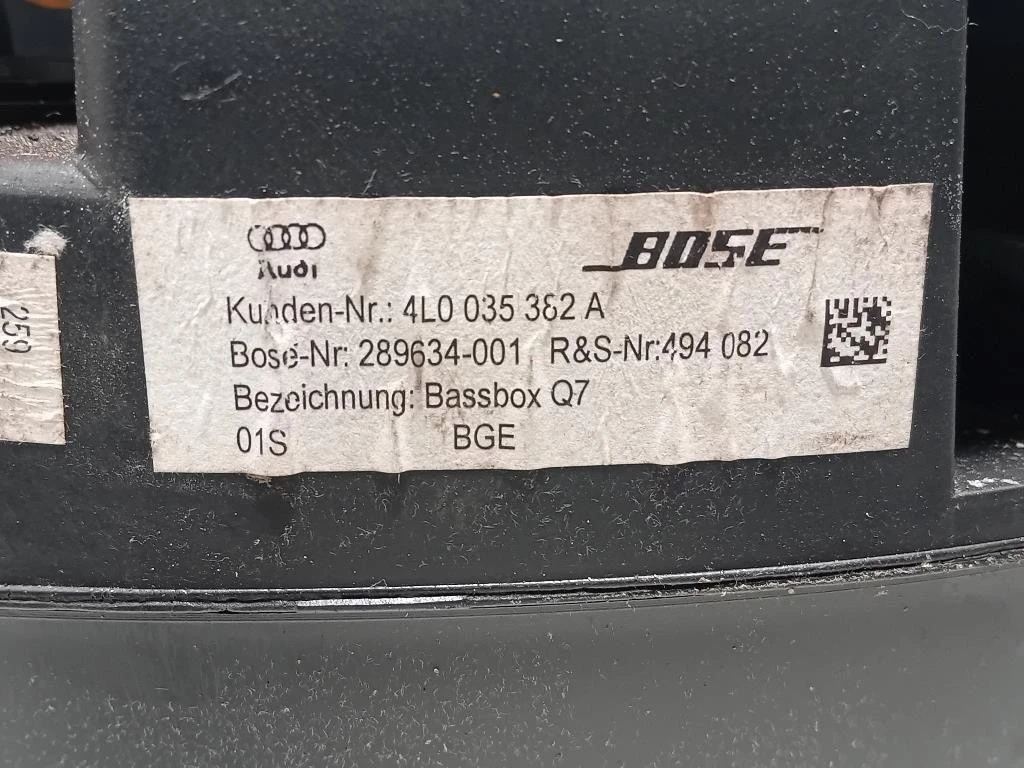 Audi
BOSE
Kunden-Nr.: 4L0 035 382 A
Bose-Nr: 289634-001 R&S-Nr:494 082
Bezeichnung: Bassbox Q7
01S BGE
259